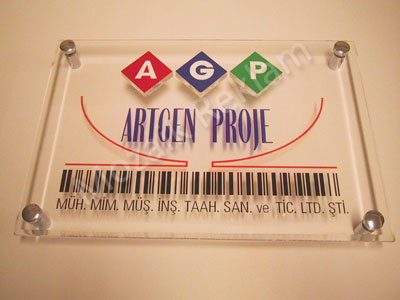 A G P
ARTGEN PROJE
MÜH. MİM. MÜŞ. İNŞ. TAAH. SAN. ve TİC. LTD. ŞTİ.